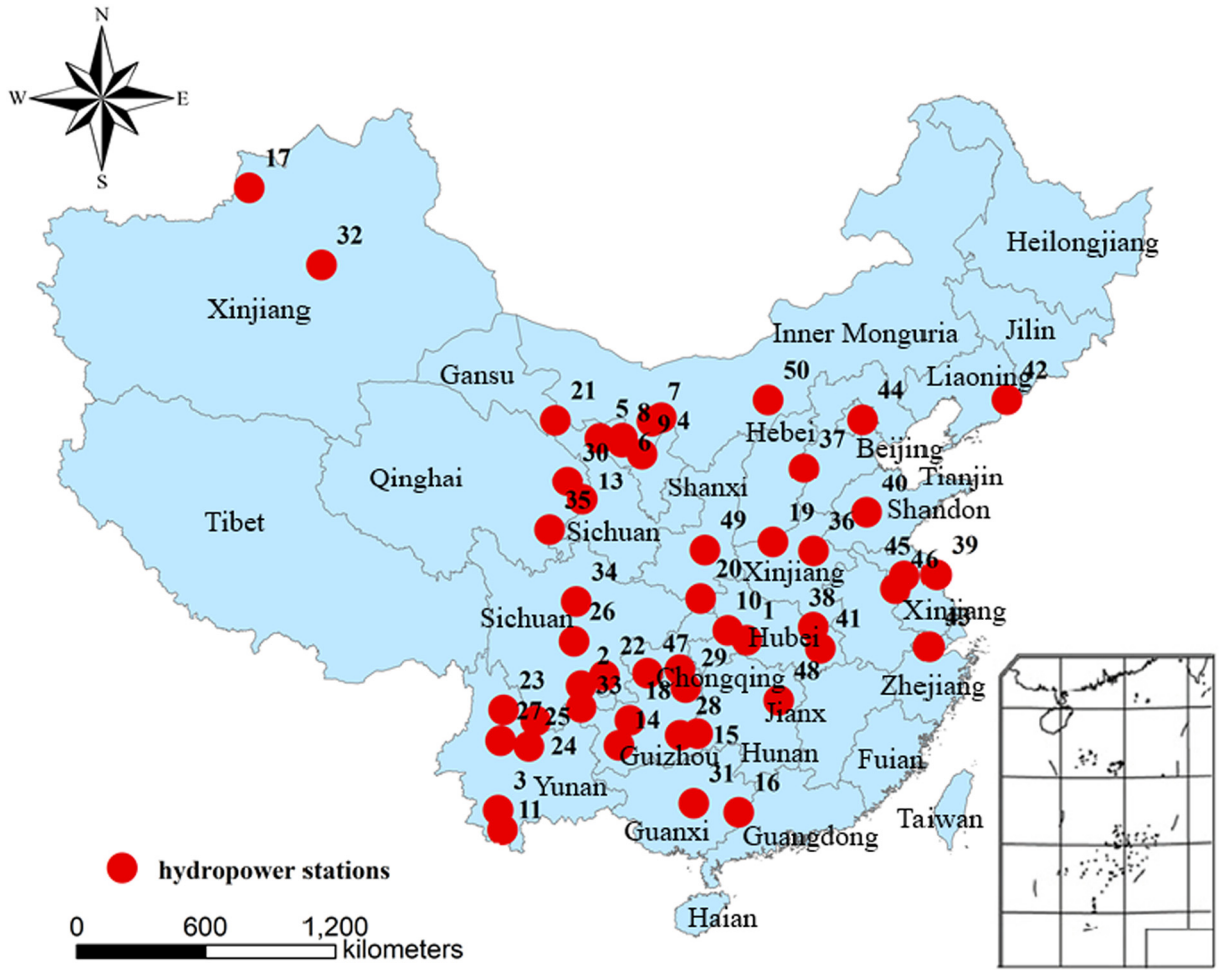 N
W E
S
17
32
Xinjiang
Heilongjiang
Jilin
Inner Monguria
Gansu
Liaoning
42
50
44
21
5
8
7
9
4
Hebei
37
Beijing
30
6
Qinghai
13
Shanxi
40
Tianjin
Shandon
35
Tibet
Sichuan
49
19
36
45
39
46
Xinjiang
20
34
Xinjiang
43
10
1
38
41
Sichuan
26
Hubei
2
22
47
29
48
Chongqing
Zhejiang
23
33
18
28
Jianx
27
25
14
15
24
Guizhou
Hunan
Fuian
3
31
16
Yunan
11
Guanxi
Guangdong
Taiwan
hydropower stations
Haian
0 600 1,200
kilometers